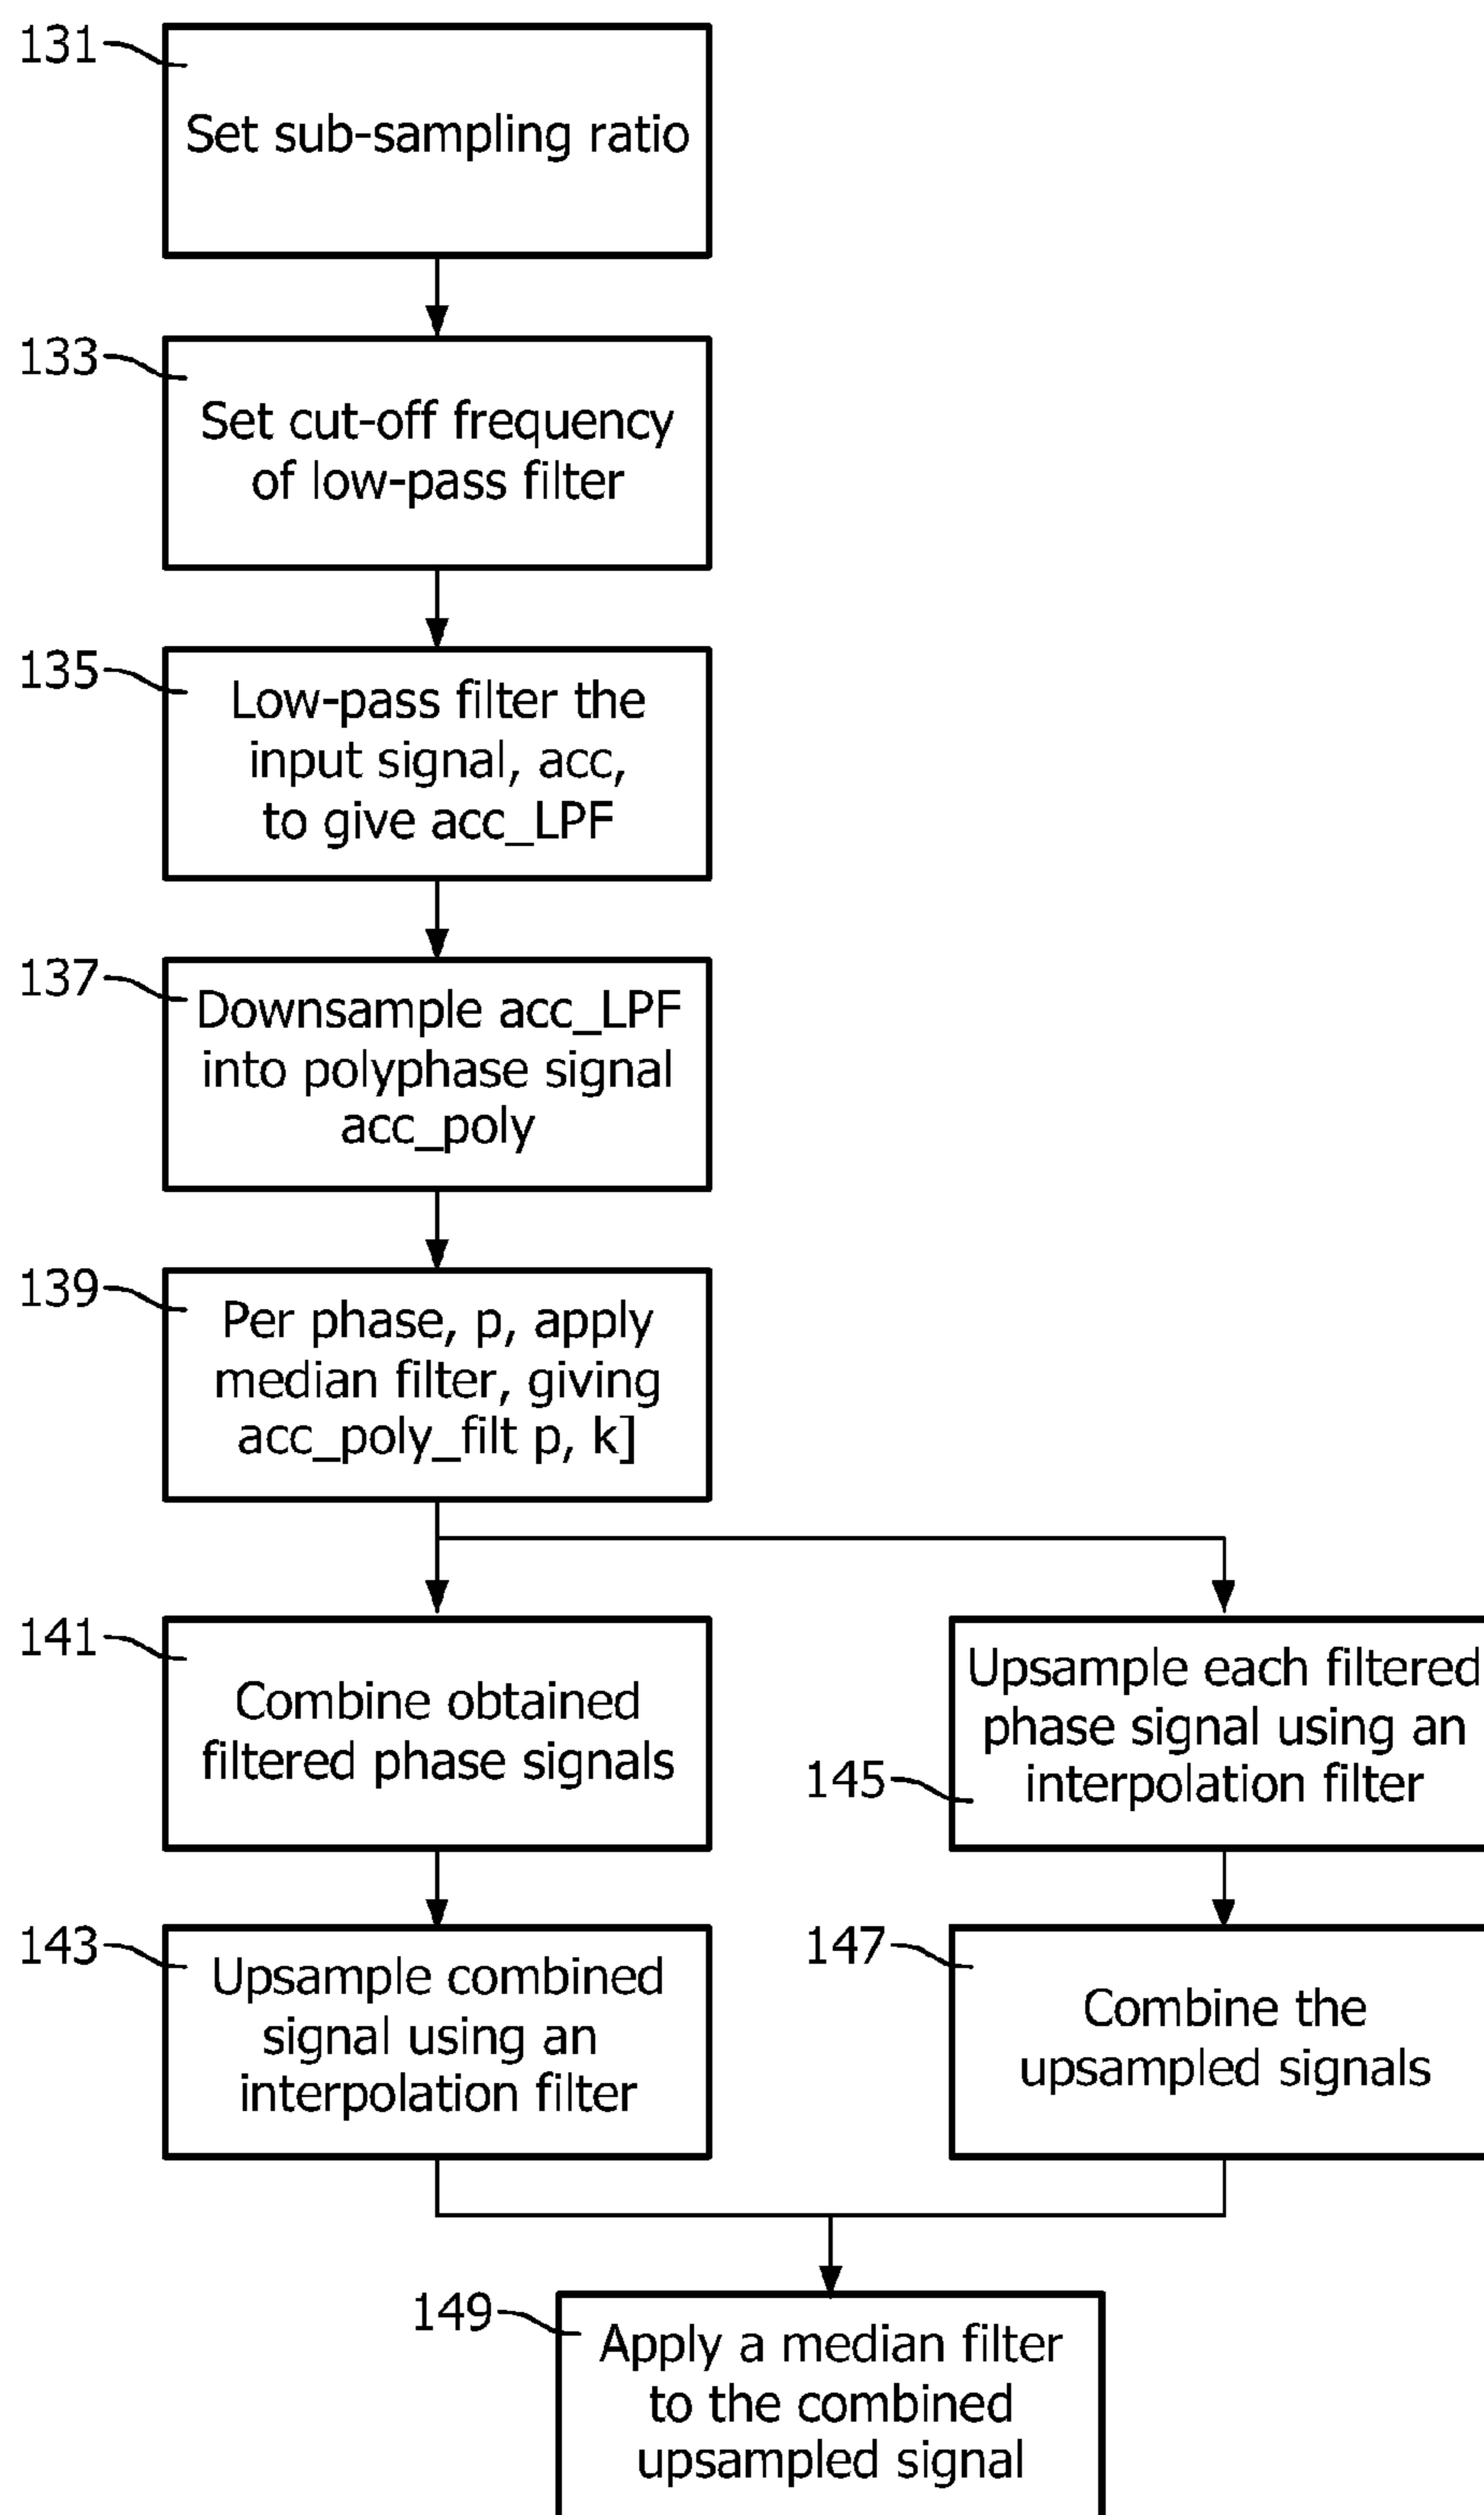 131
Set sub-sampling ratio
133
Set cut-off frequency
of low-pass filter
135
Low-pass filter the
input signal, acc,
to give acc_LPF
137
Downsample acc_LPF
into polyphase signal
acc_poly
139
Per phase, p, apply
median filter, giving
acc_poly_filt p, k]
141
Combine obtained
filtered phase signals
145
Upsample each filtered
phase signal using an
interpolation filter
143
Upsample combined
signal using an
interpolation filter
147
Combine the
upsampled signals
149
Apply a median filter
to the combined
upsampled signal